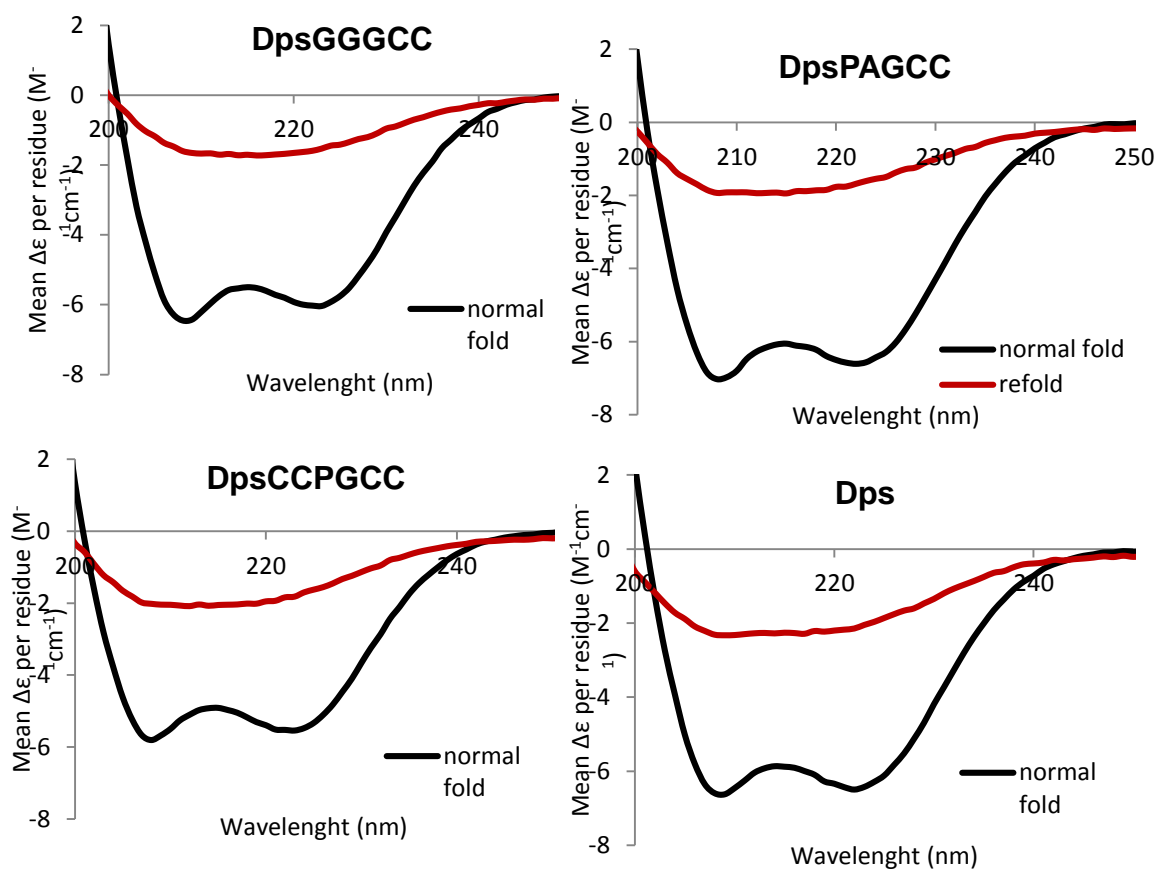 DpsGGGCC
Mean Δε per residue (M-
1cm-1)
2
0
-2
-4
-6
-8
200
220
240
normal
fold
Wavelenght (nm)
DpsPAGCC
Mean Δε per residue (M-
1cm-1)
2
0
-2
-4
-6
-8
200
210
220
230
240
250
normal fold
refold
Wavelenght (nm)
DpsCCPGCC
Mean Δε per residue (M-
1cm-1)
2
0
-2
-4
-6
-8
200
220
240
normal
fold
Wavelenght (nm)
Dps
Mean Δε per residue (M-1cm-
1)
2
0
-2
-4
-6
-8
200
220
240
normal
fold
Wavelenght (nm)